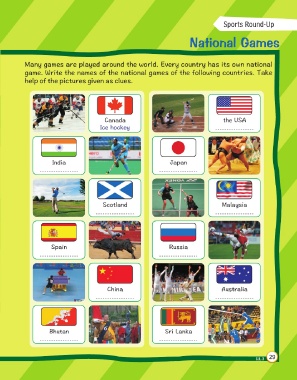 Sports Round-Up
National Games
Many games are played around the world. Every country has its own national
game. Write the names of the national games of the following countries. Take
help of the pictures given as clues.
Canada
Ice hockey
the USA
India
Japan
Scotland
Malaysia
Spain
Russia
China
Australia
Bhutan
Sri Lanka
29